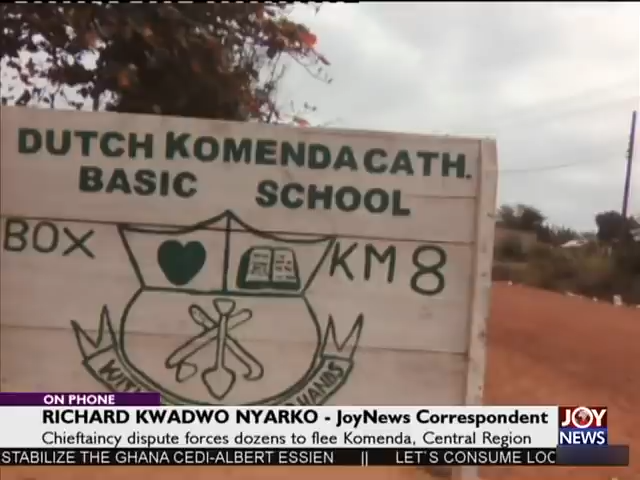 DUTCH KOMENDA CATH.
BASIC SCHOOL
BOX KM 8
HANDS
ON PHONE
RICHARD KWADWO NYARKO - JoyNews Correspondent
Chieftaincy dispute forces dozens to flee Komenda, Central Region
JOY
NEWS
STABILIZE THE GHANA CEDI-ALBERT ESSIEN || LET'S CONSUME LOC